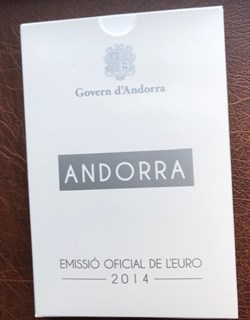 Govern d'Andorra
ANDORRA
EMISSIÓ OFICIAL DE L'EURO
2014